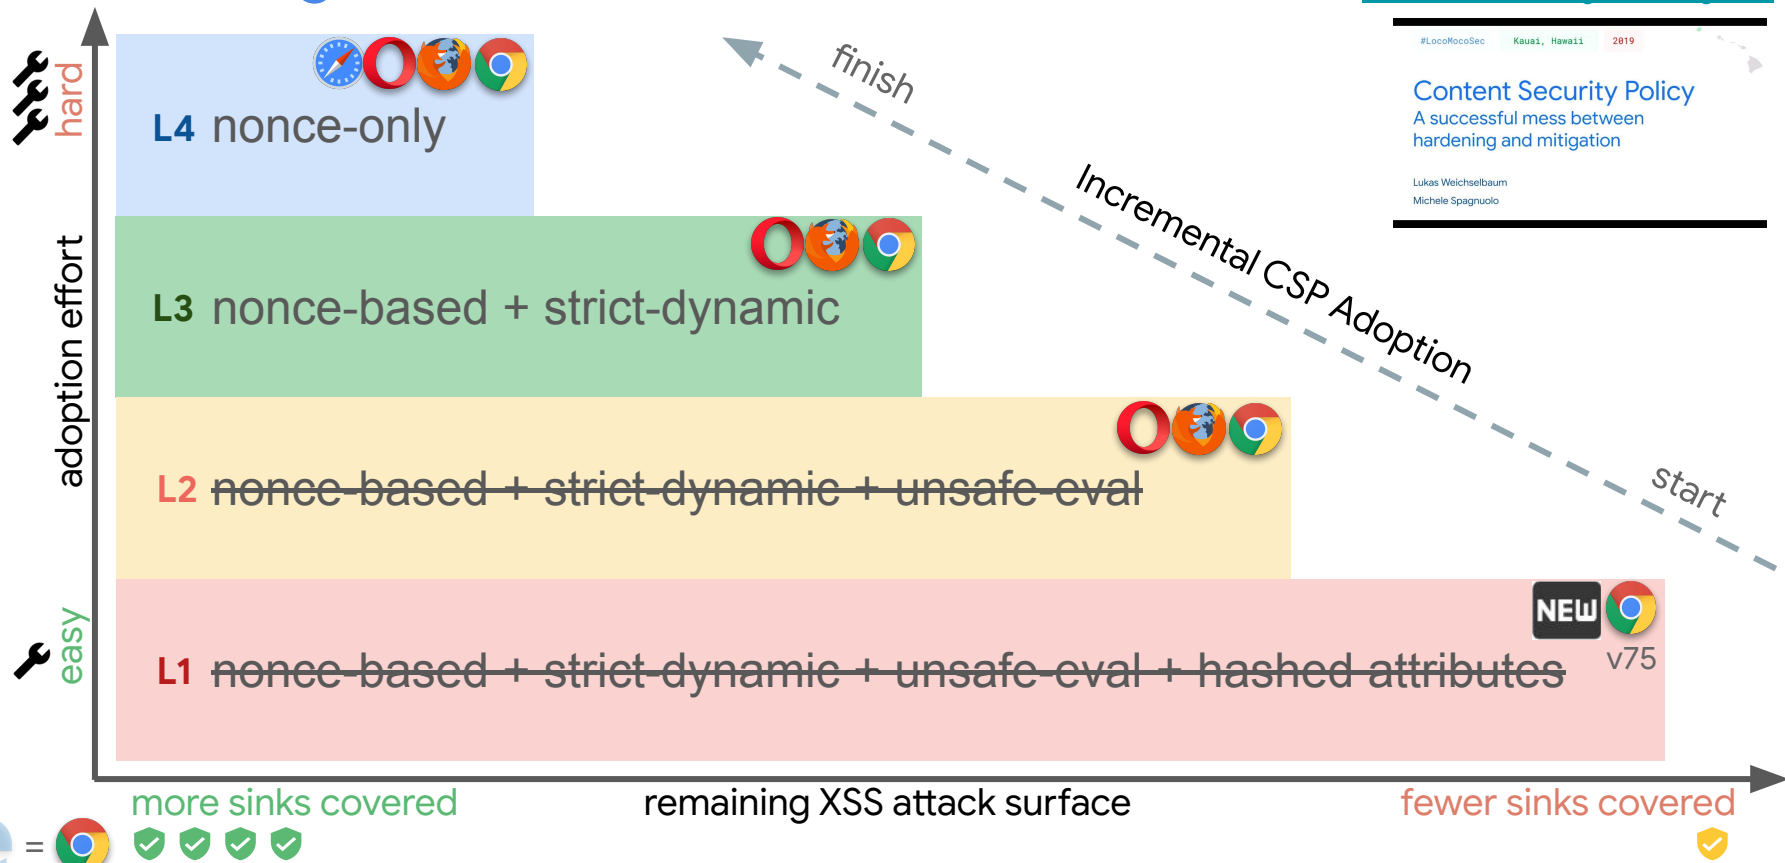 #LocoMocoSec Kauai, Hawaii 2019
Content Security Policy
A successful mess between
hardening and mitigation
Lukas Weichselbaum
Michele Spagnuolo
hard
adoption effort
easy
L4 nonce-only
L3 nonce-based + strict-dynamic
L2 nonce-based + strict-dynamic + unsafe-eval
NEW
v75
L1 nonce-based + strict-dynamic + unsafe-eval + hashed attributes
finish
Incremental CSP Adoption
start
more sinks covered
remaining XSS attack surface
fewer sinks covered
=